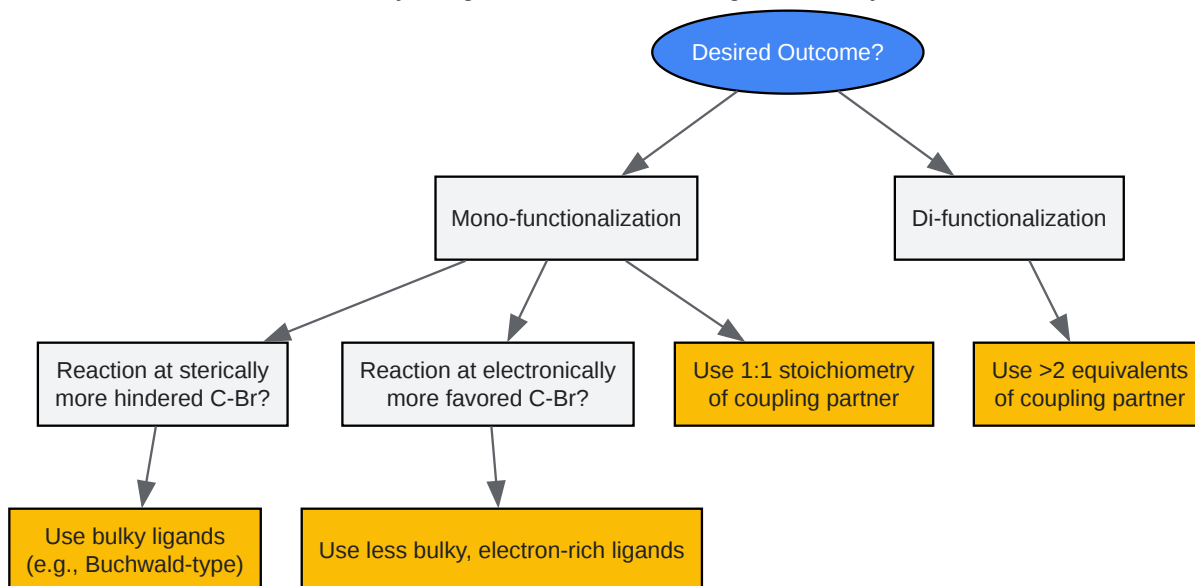 Desired Outcome?
Mono-functionalization
Di-functionalization
Reaction at sterically
more hindered C-Br?
Reaction at electronically
more favored C-Br?
Use 1:1 stoichiometry
of coupling partner
Use >2 equivalents
of coupling partner
Use bulky ligands
(e.g., Buchwald-type)
Use less bulky, electron-rich ligands